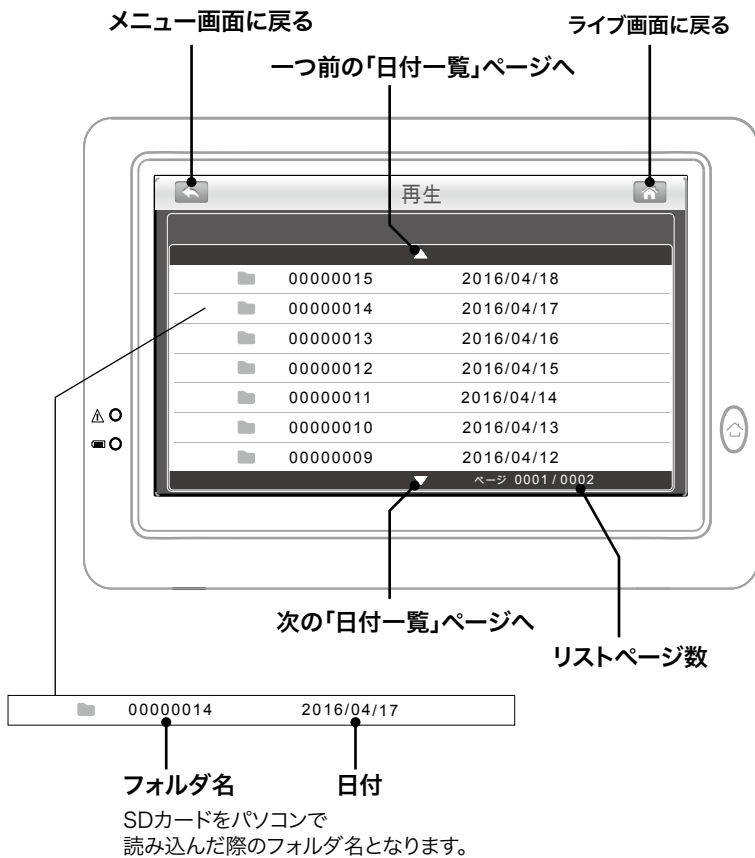 メニュー画面に戻る
ライブ画面に戻る
一つ前の「日付一覧」ページへ
再生
00000015 2016/04/18
00000014 2016/04/17
00000013 2016/04/16
00000012 2016/04/15
00000011 2016/04/14
00000010 2016/04/13
00000009 2016/04/12
ページ 0001 / 0002
次の「日付一覧」ページへ
リストページ数
00000014 2016/04/17
フォルダ名 日付
SDカードをパソコンで
読み込んだ際のフォルダ名となります。